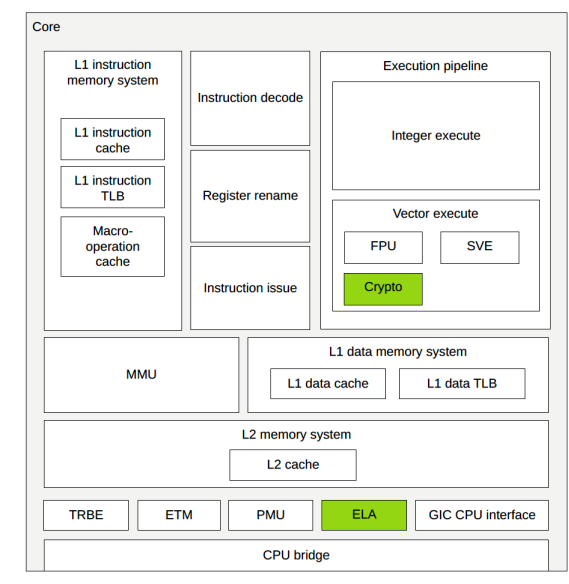 Core
L1 instruction
memory system
L1 instruction
cache
L1 instruction
TLB
Macro-
operation
cache
Instruction decode
Register rename
Instruction issue
Execution pipeline
Integer execute
Vector execute
FPU
SVE
Crypto
MMU
L1 data memory system
L1 data cache
L1 data TLB
L2 memory system
L2 cache
TRBE
ETM
PMU
ELA
GIC CPU interface
CPU bridge